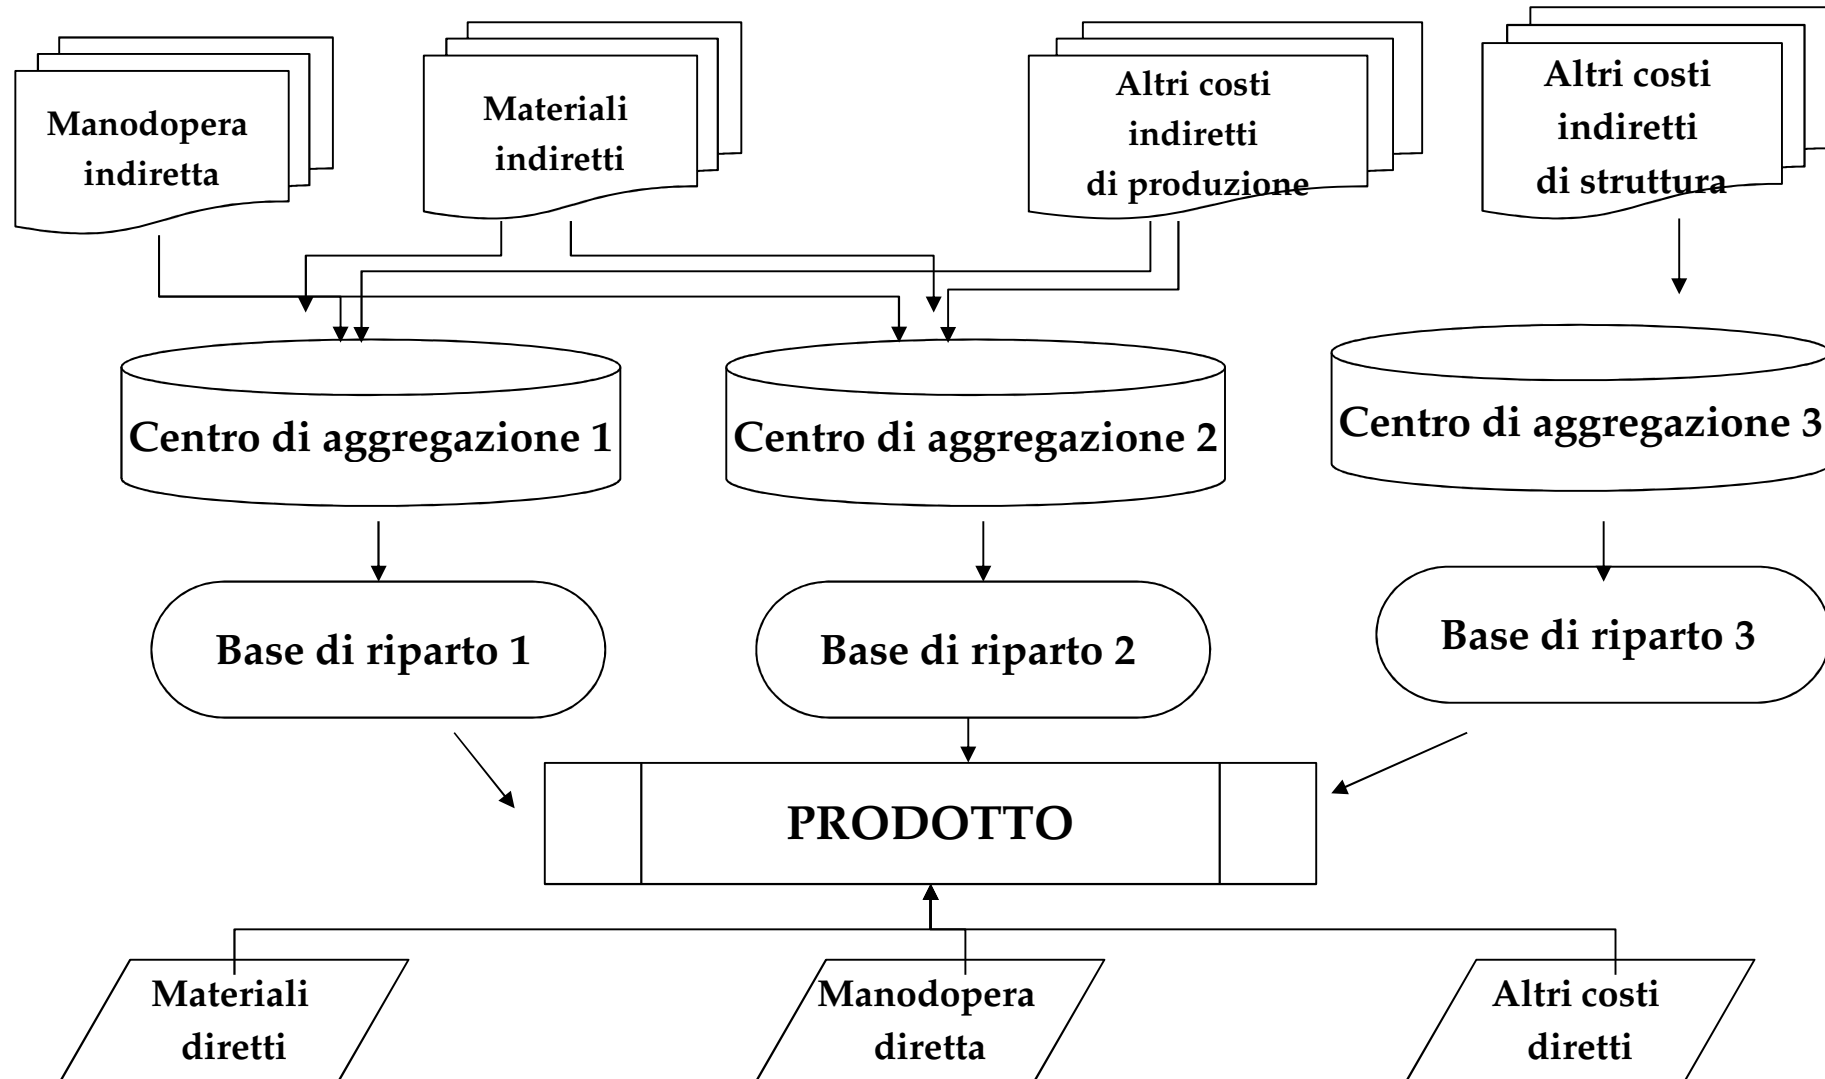 Manodopera
indiretta
Materiali
indiretti
Altri costi
indiretti
di produzione
Altri costi
indiretti
di struttura
Centro di aggregazione 1
Centro di aggregazione 2
Centro di aggregazione 3
Base di riparto 1
Base di riparto 2
Base di riparto 3
PRODOTTO
Materiali
diretti
Manodopera
diretta
Altri costi
diretti